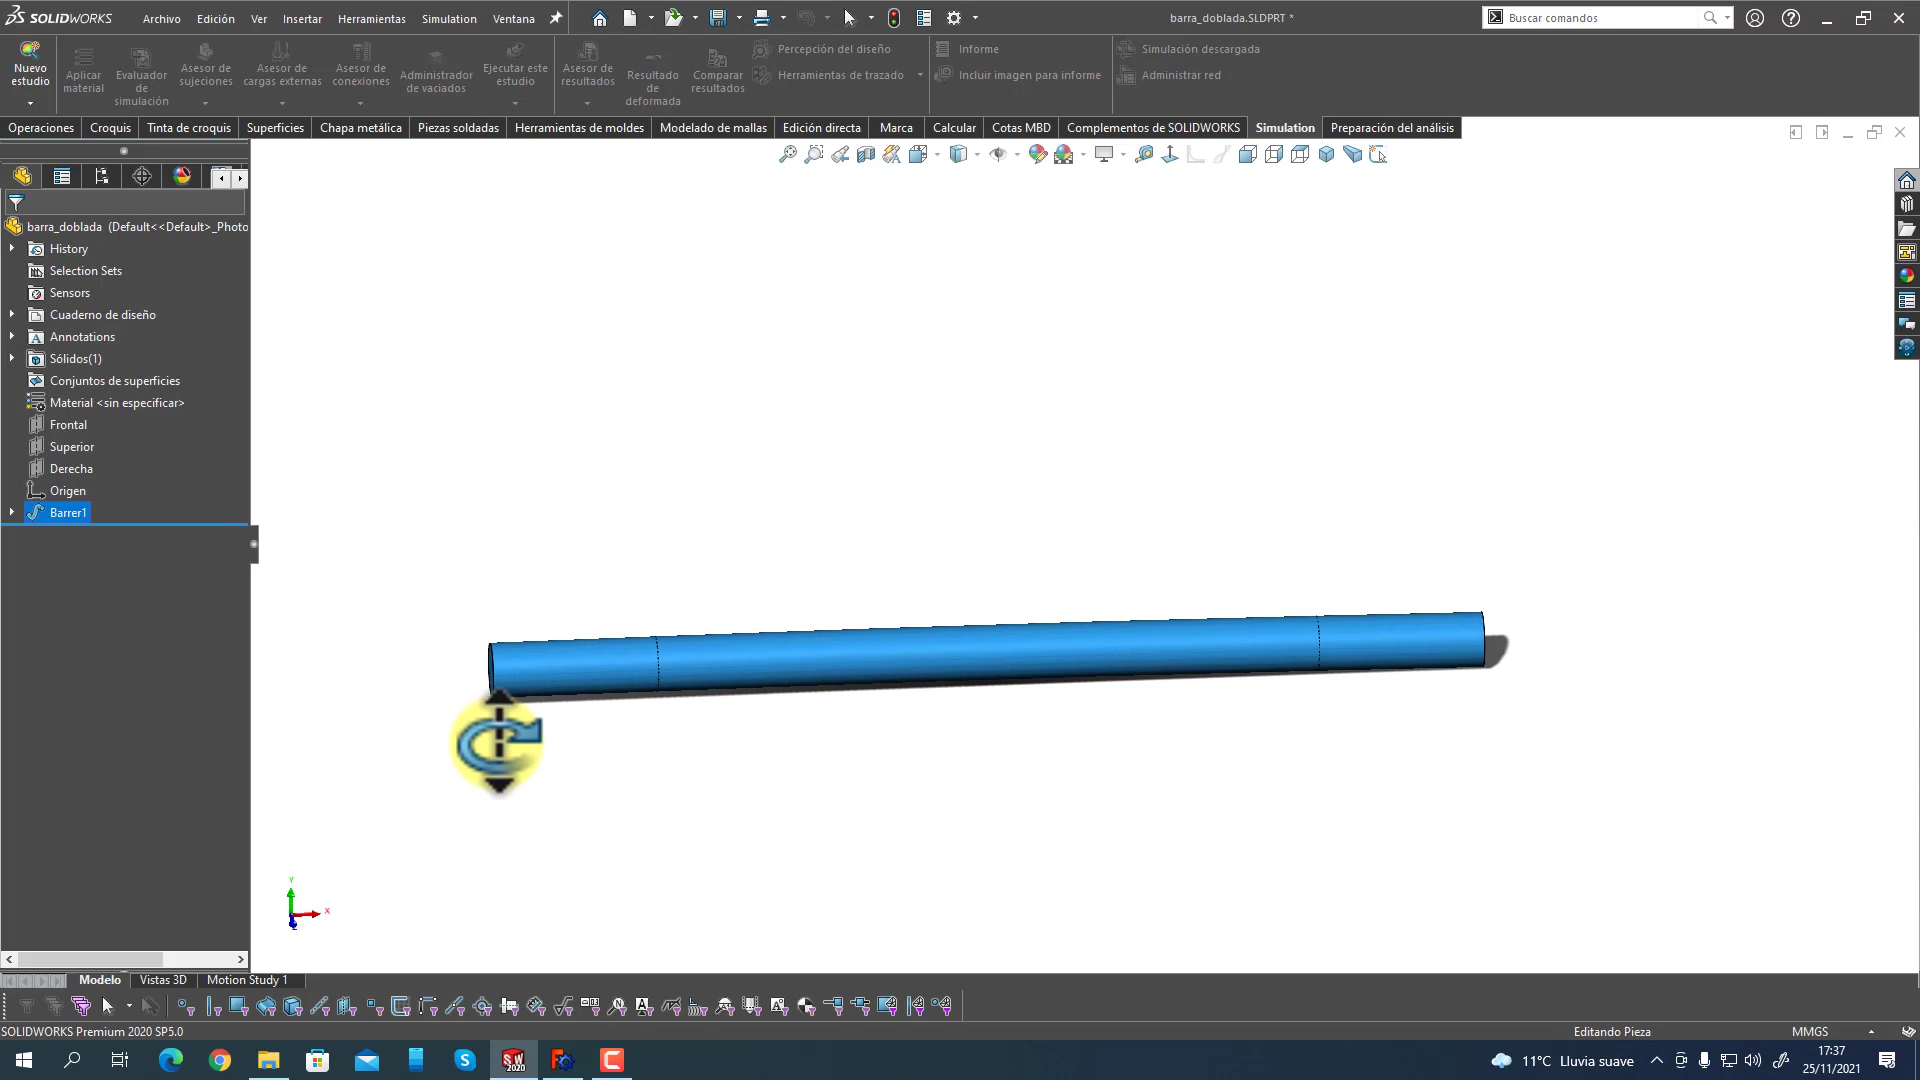 SOLIDWORKS
Archivo Edición Ver Insertar Herramientas Simulation Ventana
barra_doblada.SLDPRT *
Buscar comandos
Nuevo estudio
Aplicar material
Evaluador de simulación
Asesor de sujeciones
Asesor de cargas externas
Asesor de conexiones
Administrador de vaciados
Ejecutar este estudio
Asesor de resultados
Resultado de deformada
Comparar resultados
Percepción del diseño
Herramientas de trazado
Informe
Incluir imagen para informe
Simulación descargada
Administrar red
Operaciones Croquis Tinta de croquis Superficies Chapa metálica Piezas soldadas Herramientas de moldes Modelado de mallas Edición directa Marca Calcular Cotas MBD Complementos de SOLIDWORKS Simulation Preparación del análisis
barra_doblada (Default<<Default>_Photo
History
Selection Sets
Sensors
Cuaderno de diseño
Annotations
Sólidos(1)
Conjuntos de superficies
Material <sin especificar>
Frontal
Superior
Derecha
Origen
Barrer1
Y
X
Z
Modelo Vistas 3D Motion Study 1
SOLIDWORKS Premium 2020 SP5.0
Editando Pieza
MMGS
11°C Lluvia suave
17:37
25/11/2021